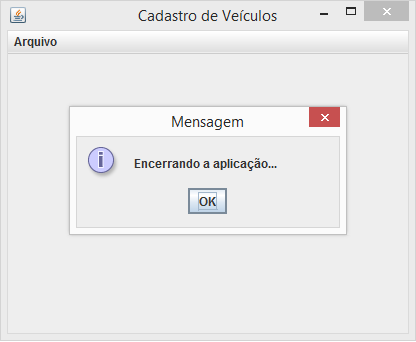 Cadastro de Veículos
Arquivo
Mensagem
Encerrando a aplicação...
OK